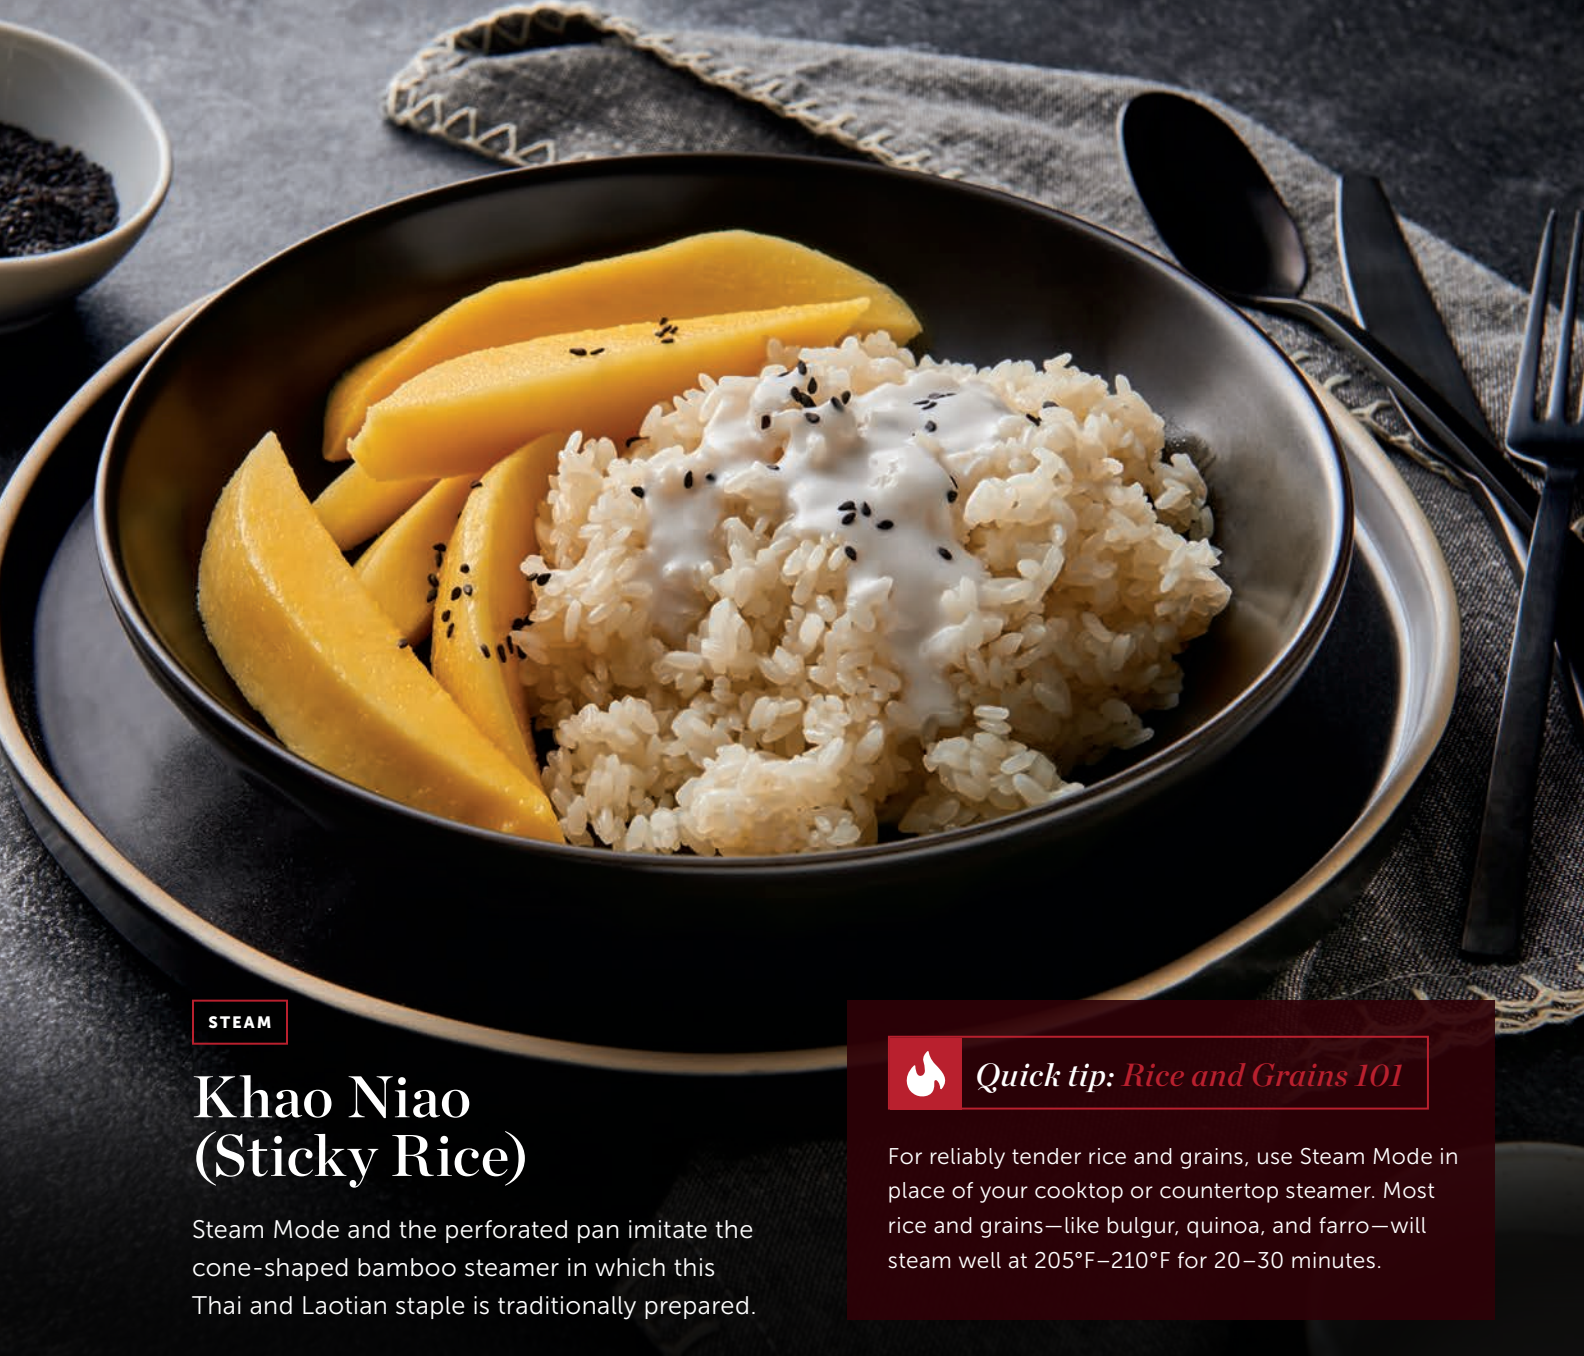 STEAM
Khao Niao
(Sticky Rice)
Steam Mode and the perforated pan imitate the
cone-shaped bamboo steamer in which this
Thai and Laotian staple is traditionally prepared.
Quick tip: Rice and Grains 101
For reliably tender rice and grains, use Steam Mode in
place of your cooktop or countertop steamer. Most
rice and grains—like bulgur, quinoa, and farro—will
steam well at 205°F–210°F for 20–30 minutes.